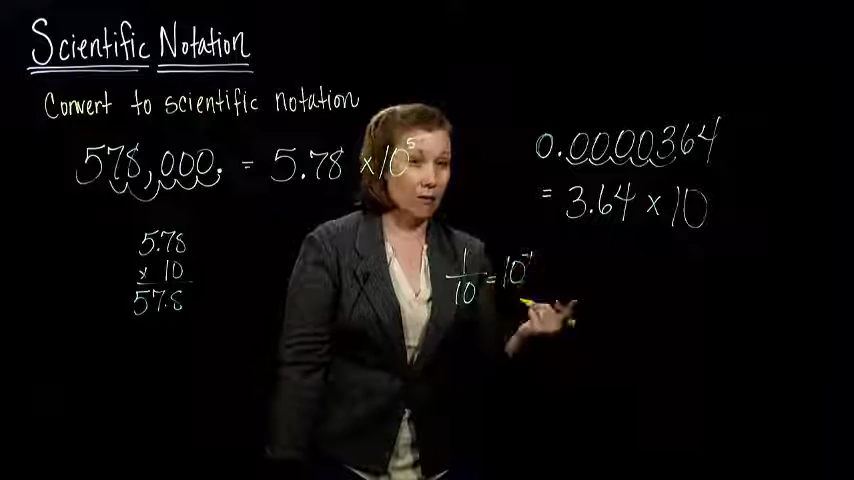 Scientific Notation
Convert to scientific notation
578,000. = 5.78 x 10⁵
5.78
x 10
57.8
1/10 = 10⁻¹
0.0000364
= 3.64 x 10